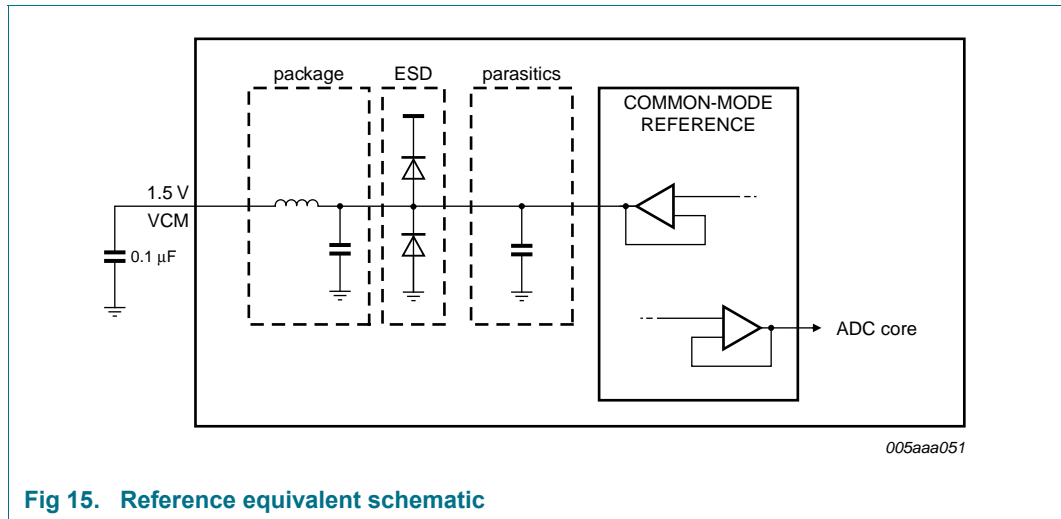 package
ESD
parasitics
COMMON-MODE
REFERENCE
1.5 V
VCM
0.1 μF
ADC core
005aaa051
Fig 15. Reference equivalent schematic